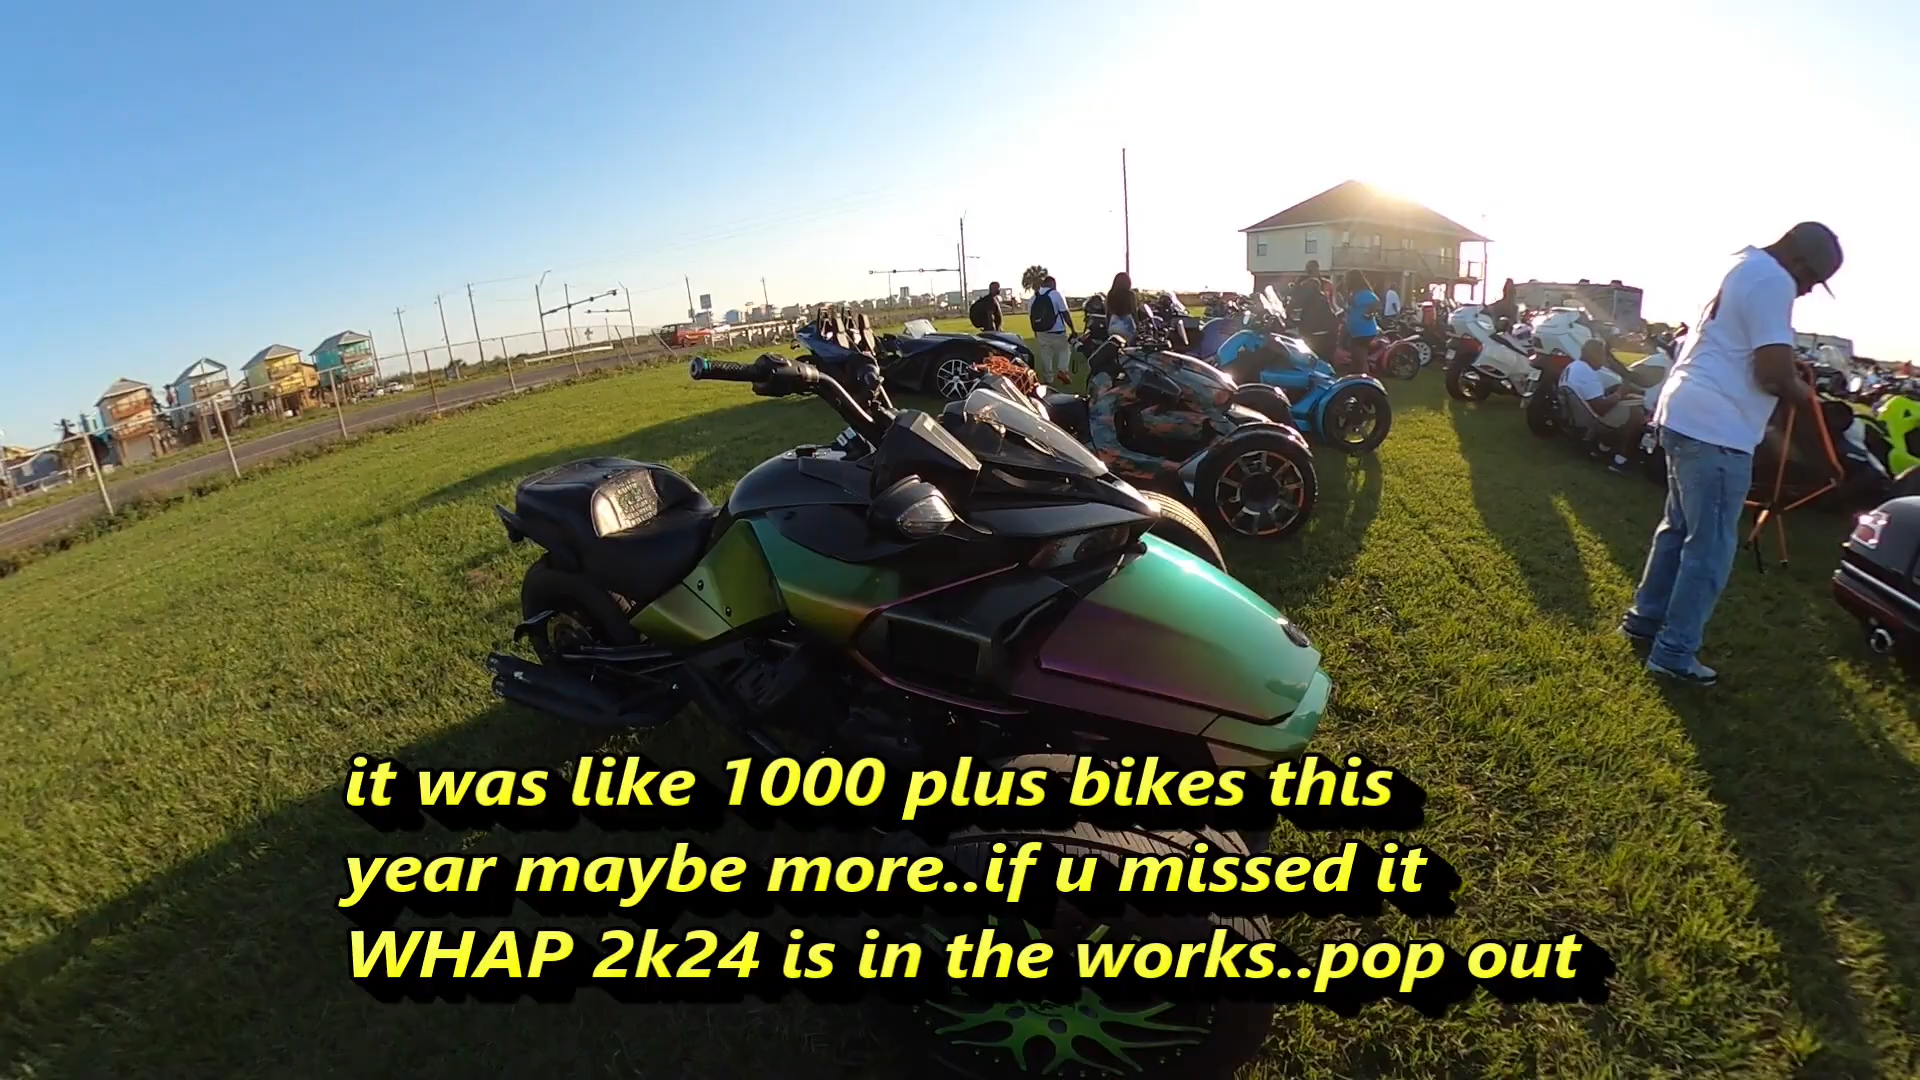 it was like 1000 plus bikes this
year maybe more..if u missed it
WHAP 2k24 is in the works..pop out